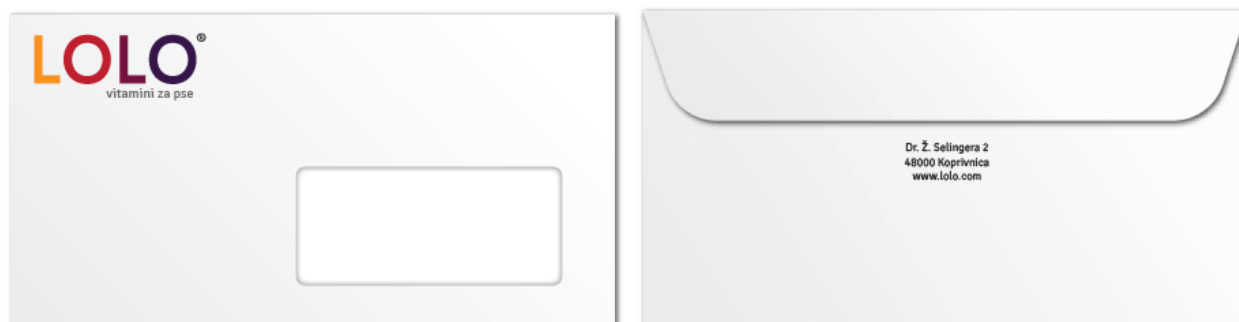 LOLO®
vitamini za pse
Dr. Ž. Selingera 2
48000 Koprivnica
www.lolo.com